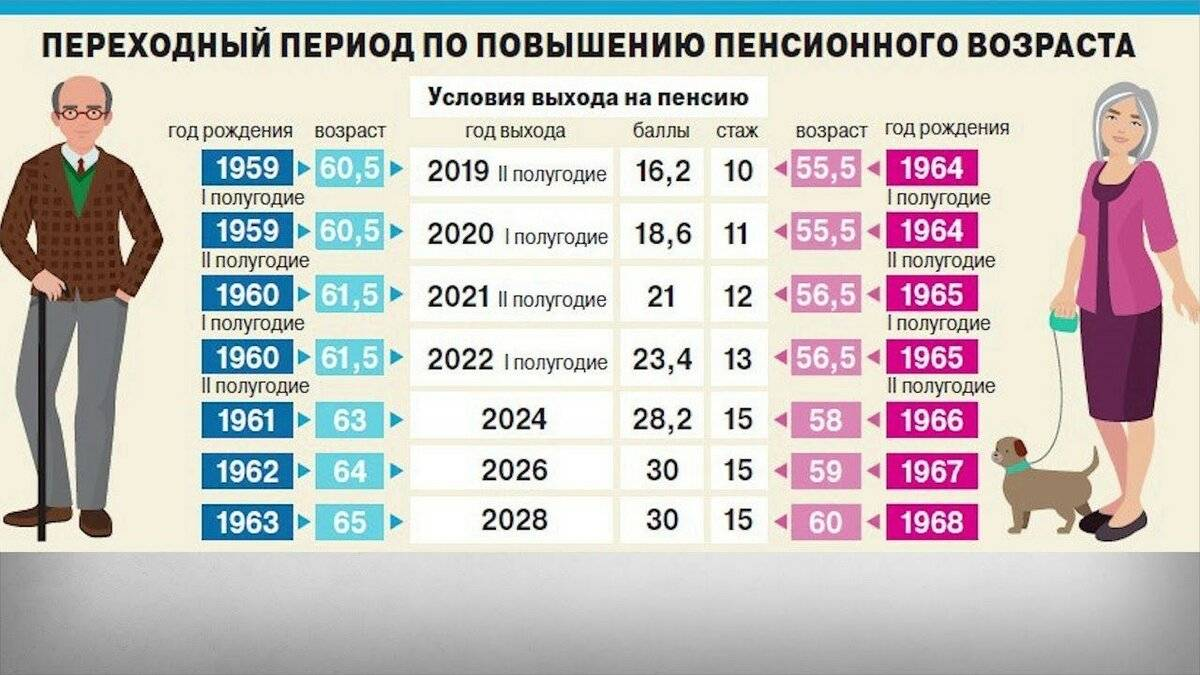 ПЕРЕХОДНЫЙ ПЕРИОД ПО ПОВЫШЕНИЮ ПЕНСИОННОГО ВОЗРАСТА
Условия выхода на пенсию
год рождения возраст год выхода баллы стаж возраст год рождения
1959 60,5 2019 II полугодие 16,2 10 55,5 1964
I полугодие I полугодие
1959 60,5 2020 I полугодие 18,6 11 55,5 1964
II полугодие II полугодие
1960 61,5 2021 II полугодие 21 12 56,5 1965
I полугодие I полугодие
1960 61,5 2022 I полугодие 23,4 13 56,5 1965
II полугодие II полугодие
1961 63 2024 28,2 15 58 1966
1962 64 2026 30 15 59 1967
1963 65 2028 30 15 60 1968